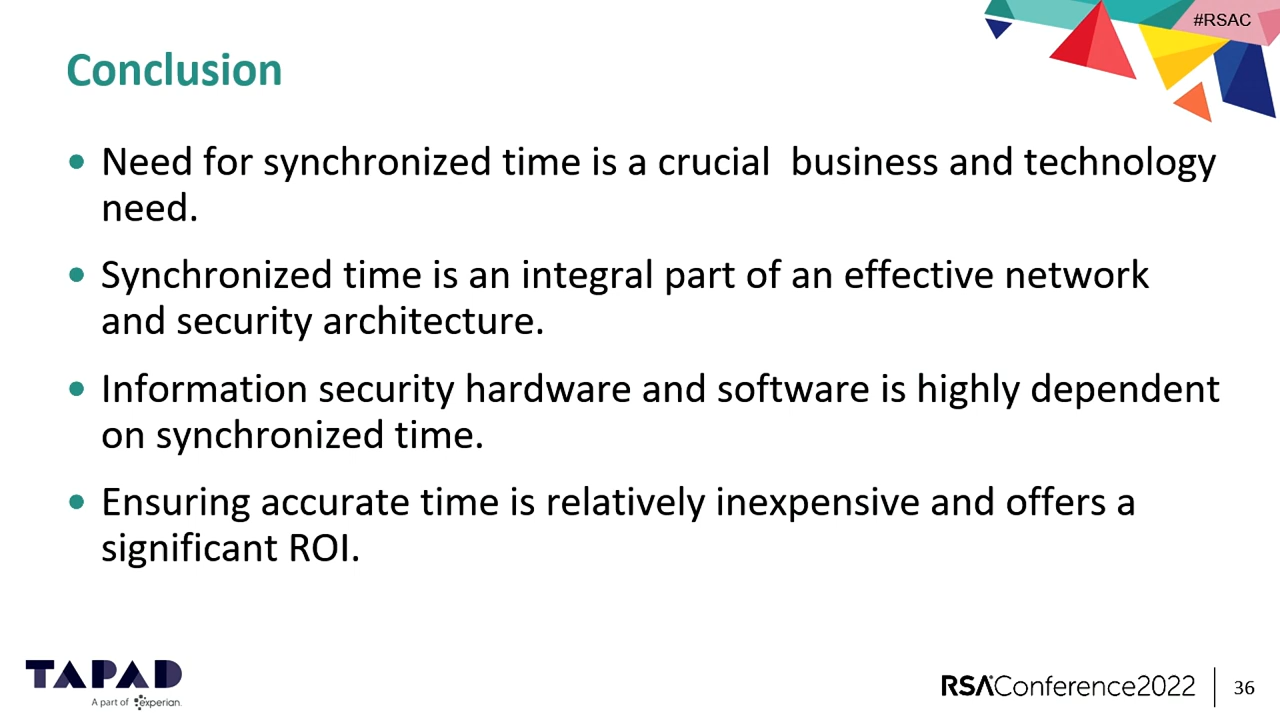 #RSAC
Conclusion
• Need for synchronized time is a crucial  business and technology
need.
• Synchronized time is an integral part of an effective network
and security architecture.
• Information security hardware and software is highly dependent
on synchronized time.
• Ensuring accurate time is relatively inexpensive and offers a
significant ROI.
TAPAD
A part of experian.
RSAConference2022
36